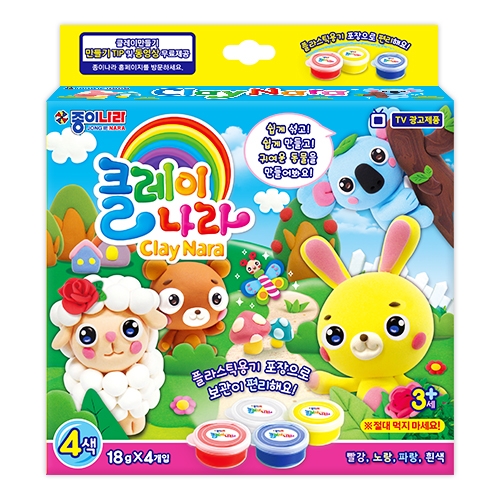 클레이만들기
만들기 TIP 및 동영상 무료제공
종이나라 홈페이지를 방문하세요.
플라스틱용기 포장으로 편리해요!
Clay Nara
종이나라
JONG IE NARA
TV 광고제품
쉽게 섞고!
쉽게 만들고!
귀여운 동물을
만들어봐요!
클레이
나라
Clay Nara
플라스틱용기 포장으로
보관이 편리해요!
3+세
※절대 먹지 마세요!
4색
18g×4개입
빨강, 노랑, 파랑, 흰색